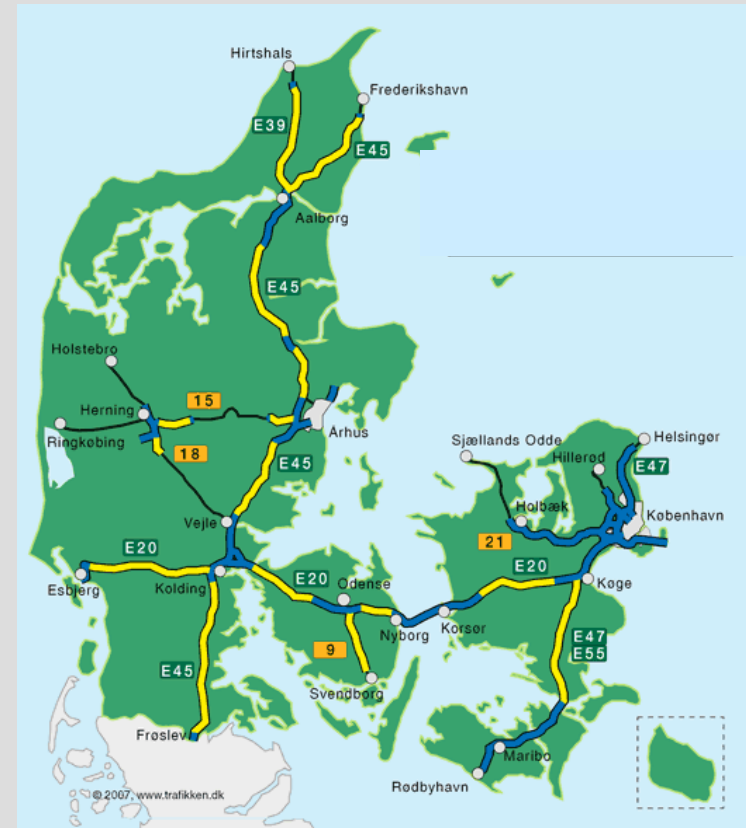 Hirtshals
Frederikshavn
E39
E45
Aalborg
E45
Holstebro
15
Herning
Ringkøbing
18
Århus
E45
Sjællands Odde
Helsingør
Hillerød
E47
Holbæk
København
Vejle
21
E20
E20
E20
Odense
Esbjerg
Kolding
Køge
Korsør
Nyborg
9
E47
E55
E45
Svendborg
Frøslev
Maribo
Rødbyhavn
© 2007, www.trafikken.dk